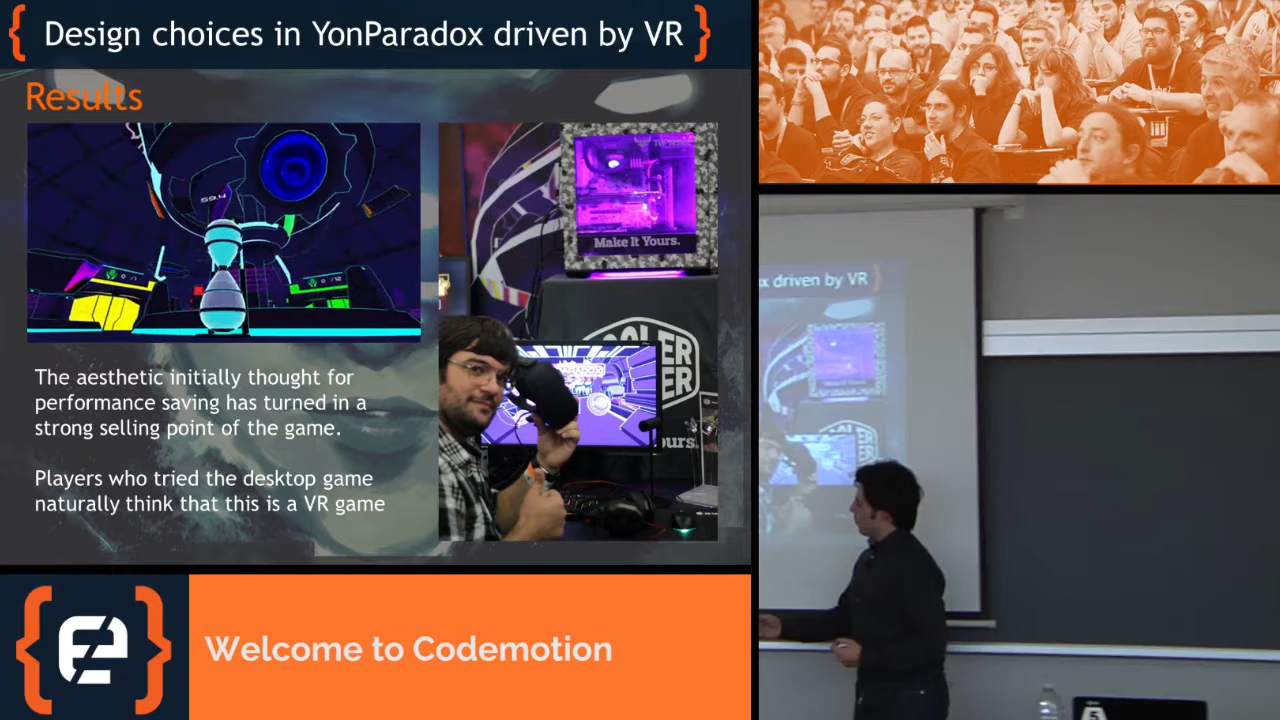 { Design choices in YonParadox driven by VR }
Results
59.4
Make It Yours.
The aesthetic initially thought for
performance saving has turned in a
strong selling point of the game.
Players who tried the desktop game
naturally think that this is a VR game
driven by VR }
Welcome to Codemotion